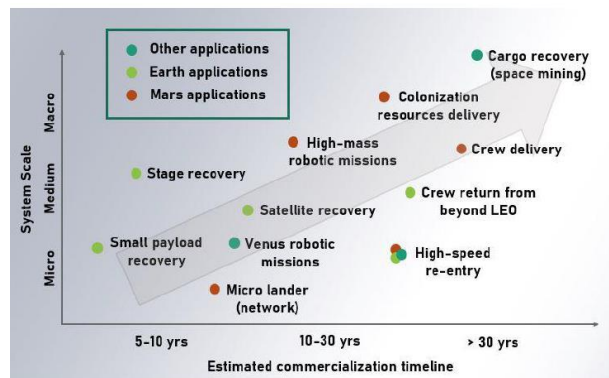 Other applications
Earth applications
Mars applications
Cargo recovery
(space mining)
Colonization
resources delivery
High-mass
robotic missions
Crew delivery
Stage recovery
Crew return from
beyond LEO
Satellite recovery
Small payload
recovery
Venus robotic
missions
High-speed
re-entry
Micro lander
(network)
System Scale
Macro
Medium
Micro
5-10 yrs
10-30 yrs
> 30 yrs
Estimated commercialization timeline